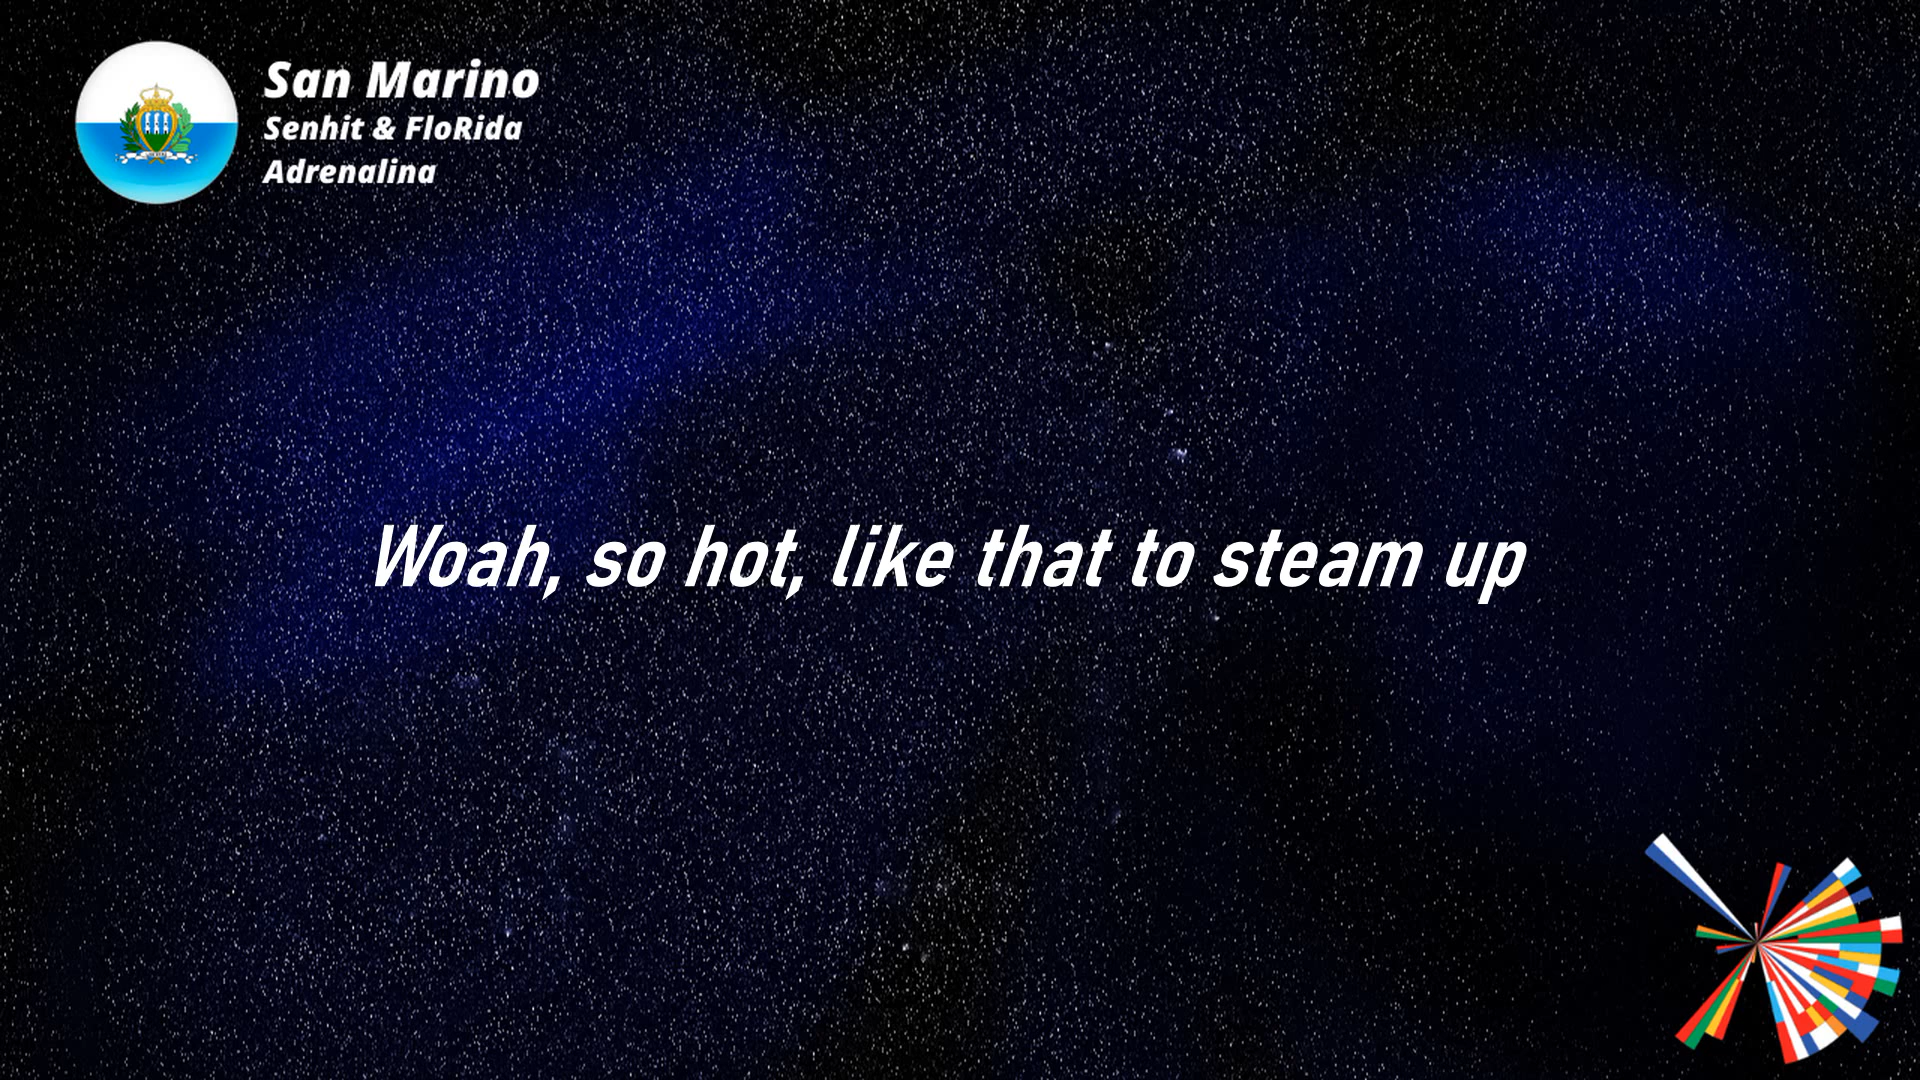 San Marino
Senhit & FloRida
Adrenalina
Woah, so hot, like that to steam up